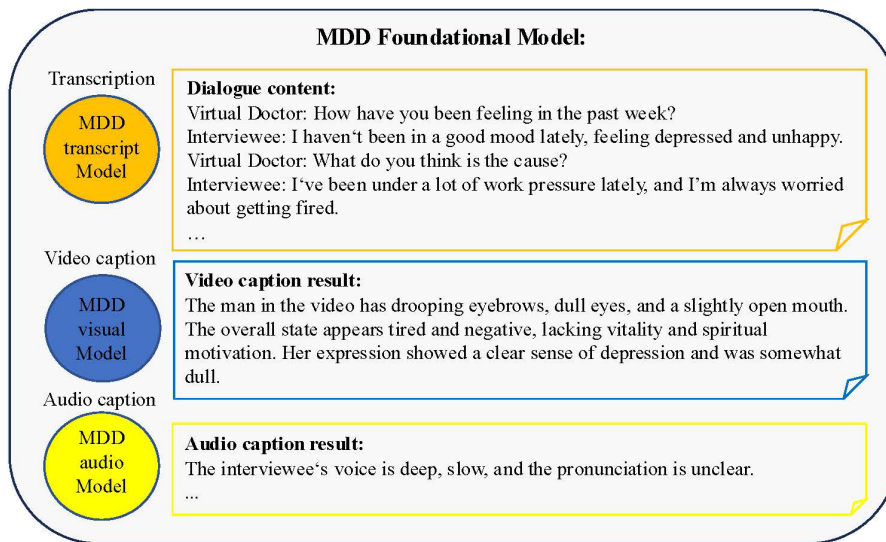 MDD Foundational Model:
Transcription
MDD
transcript
Model
Dialogue content:
Virtual Doctor: How have you been feeling in the past week?
Interviewee: I haven‘t been in a good mood lately, feeling depressed and unhappy.
Virtual Doctor: What do you think is the cause?
Interviewee: I‘ve been under a lot of work pressure lately, and I’m always worried
about getting fired.
…
Video caption
MDD
visual
Model
Video caption result:
The man in the video has drooping eyebrows, dull eyes, and a slightly open mouth.
The overall state appears tired and negative, lacking vitality and spiritual
motivation. Her expression showed a clear sense of depression and was somewhat
dull.
Audio caption
MDD
audio
Model
Audio caption result:
The interviewee‘s voice is deep, slow, and the pronunciation is unclear.
...